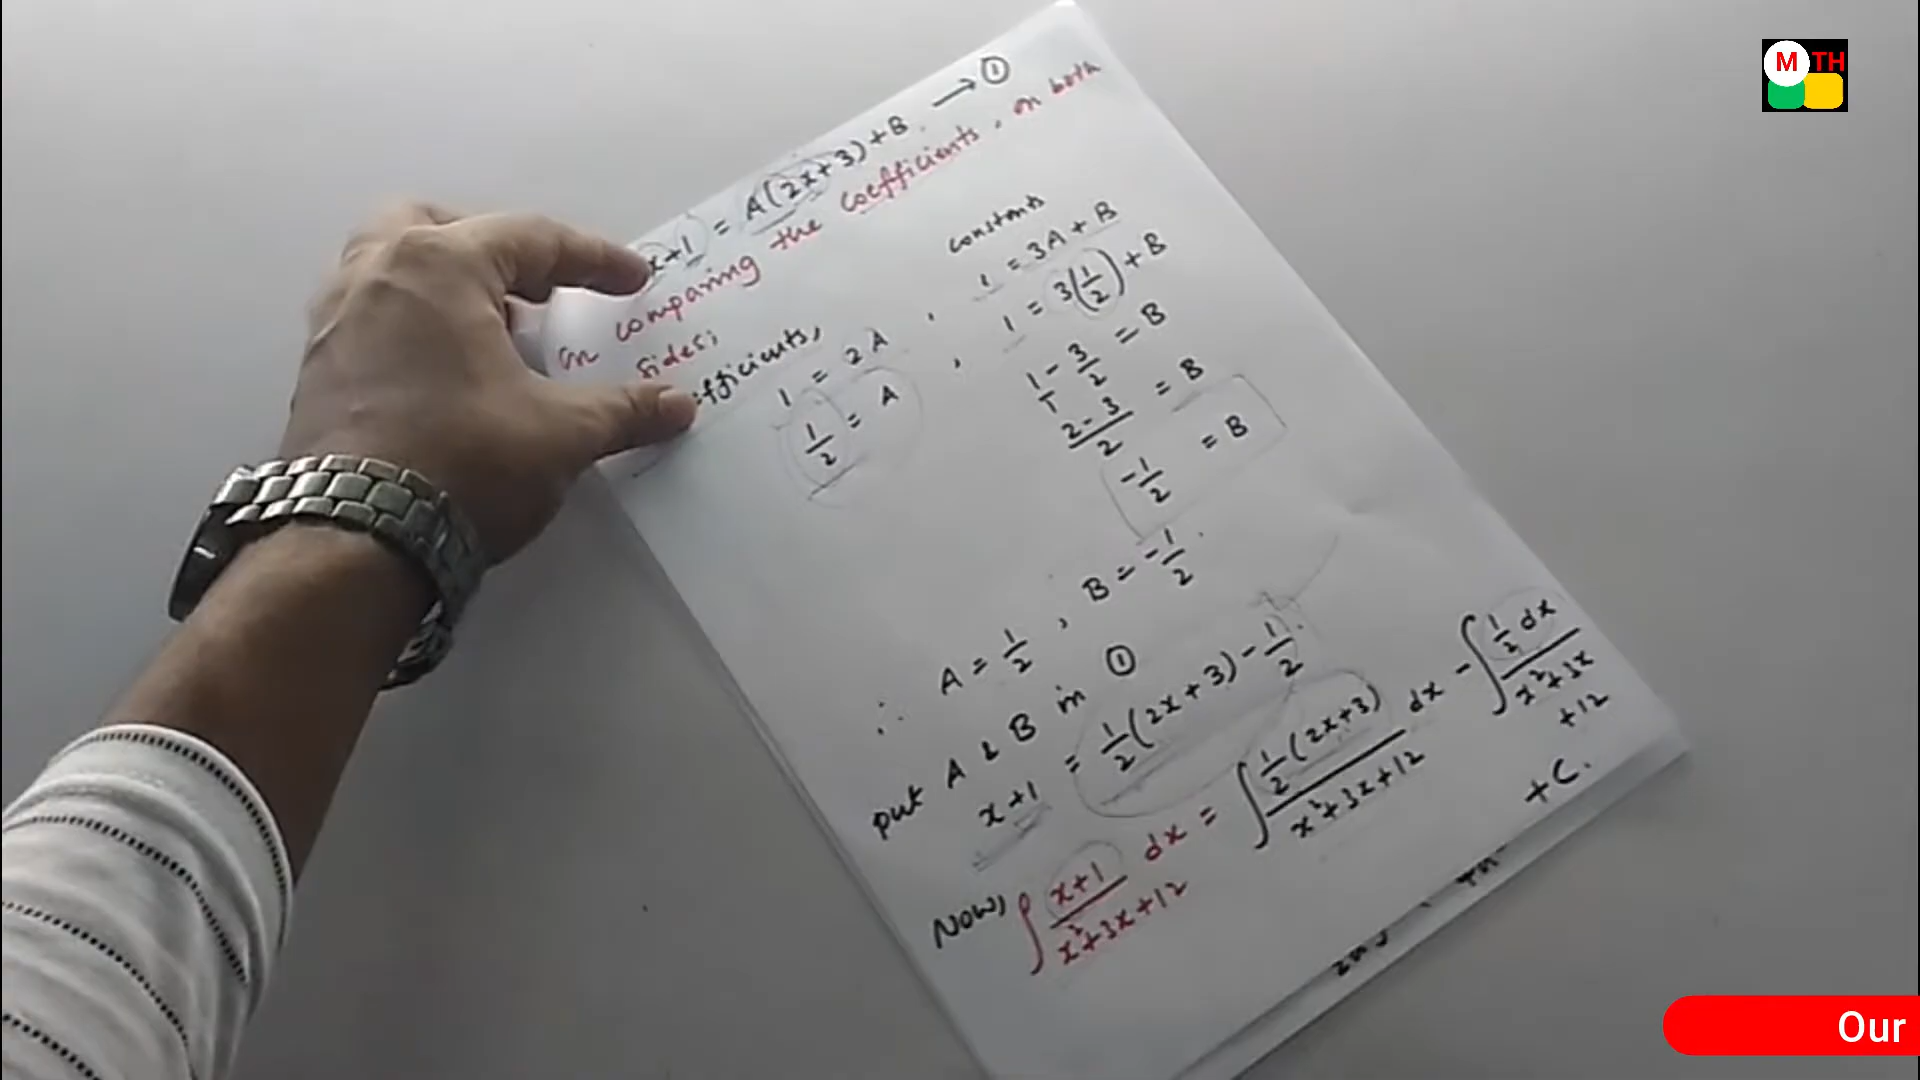 x+1 = A(2x+3)+B → ①
On comparing the coefficients, on both
sides;
efficients, constants
1 = 2A , 1 = 3A + B
1/2 = A , 1 = 3(1/2) + B
1/1 - 3/2 = B
2-3/2 = B
-1/2 = B
∴ A = 1/2 , B = -1/2
put A & B in ①
x+1 = 1/2(2x+3) - 1/2
Now, ∫ x+1/x²+3x+12 dx = ∫ 1/2(2x+3)/x²+3x+12 dx - ∫ 1/2 dx/x²+3x+12
+C.
M TH
Our